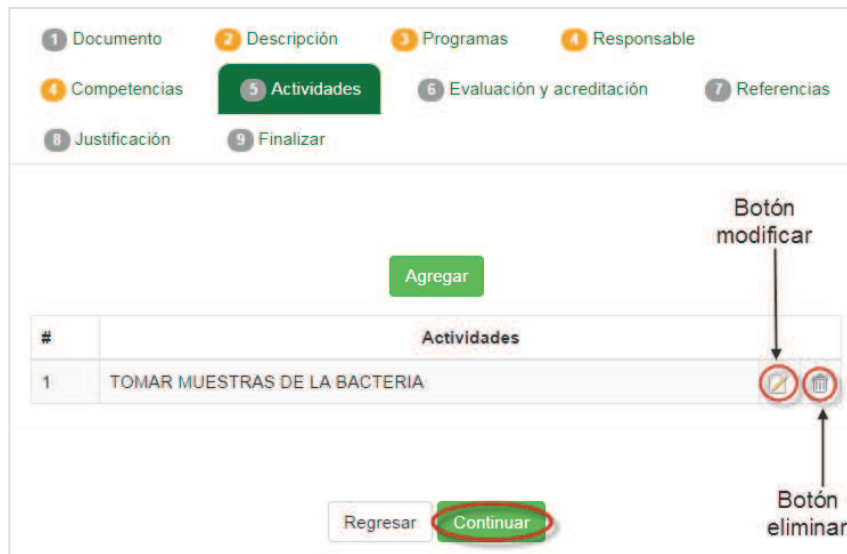 1 Documento 2 Descripción 3 Programas 4 Responsable
4 Competencias 5 Actividades 6 Evaluación y acreditación 7 Referencias
8 Justificación 9 Finalizar
Botón
modificar
Agregar
# Actividades
1 TOMAR MUESTRAS DE LA BACTERIA
Regresar Continuar
Botón
eliminar